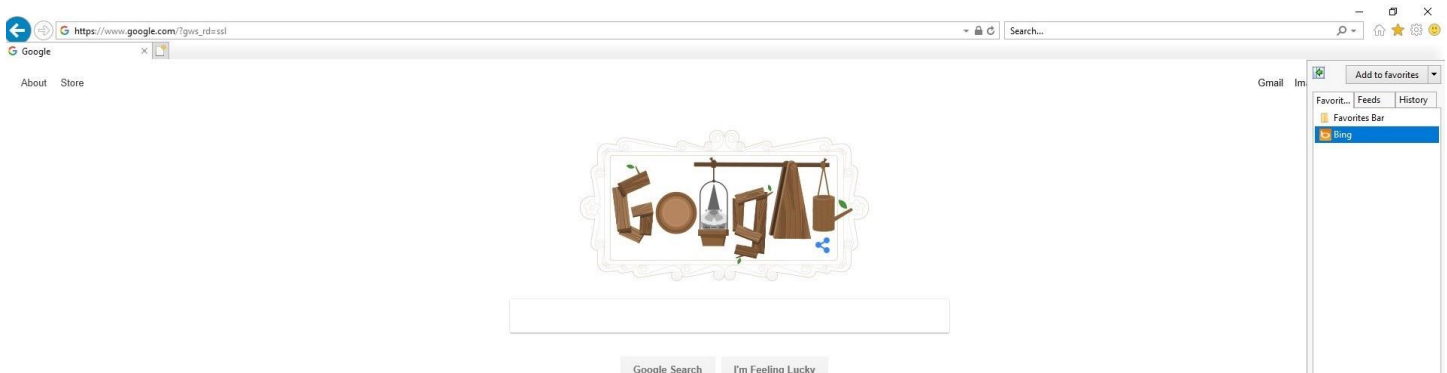 https://www.google.com/?gws_rd=ssl
Search...
Google
About Store
Gmail
Add to favorites
Favorit... Feeds History
Favorites Bar
Bing
Google
Google Search I'm Feeling Lucky